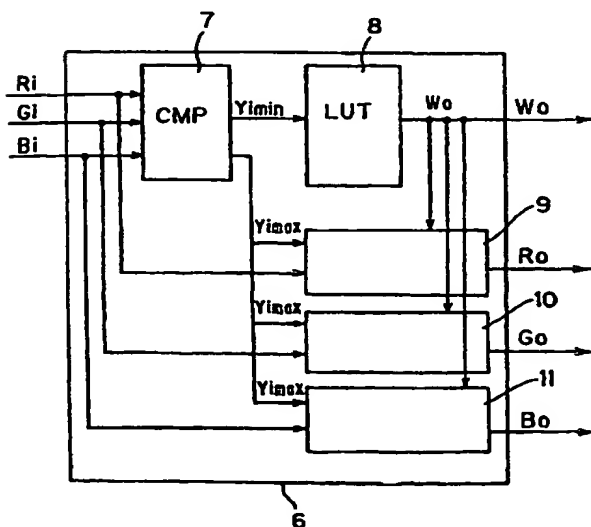 7
8
Ri
Gi
Bi
CMP
Yimin
LUT
Wo
Wo
9
Yimax
Ro
10
Yimax
Go
11
Yimax
Bo
6